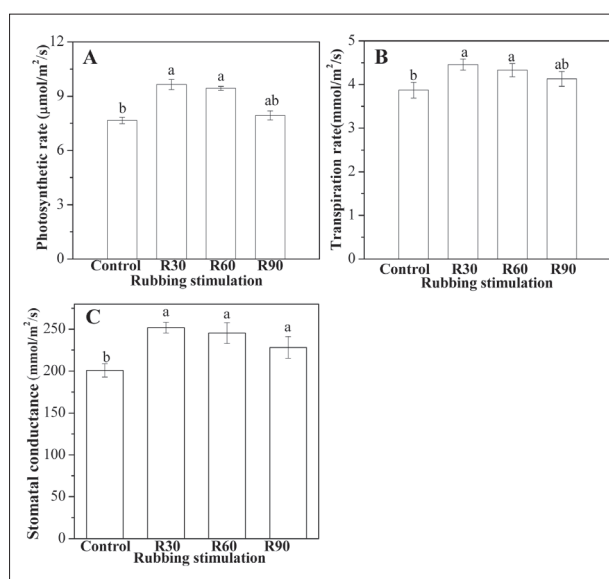 A
Photosynthetic rate (μmol/m²/s)
12
9
6
3
0
b
a
a
ab
Control R30 R60 R90
Rubbing stimulation
B
Transpiration rate(mmol/m²/s)
5
4
3
2
1
0
b
a
a
ab
Control R30 R60 R90
Rubbing stimulation
C
Stomatal conductance (mmol/m²/s)
250
200
150
100
50
0
b
a
a
a
Control R30 R60 R90
Rubbing stimulation